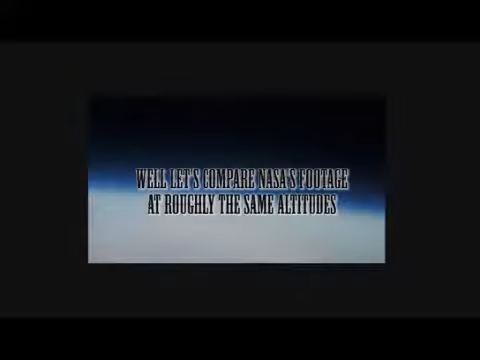 WELL, LET'S COMPARE NASA'S FOOTAGE
AT ROUGHLY THE SAME ALTITUDES